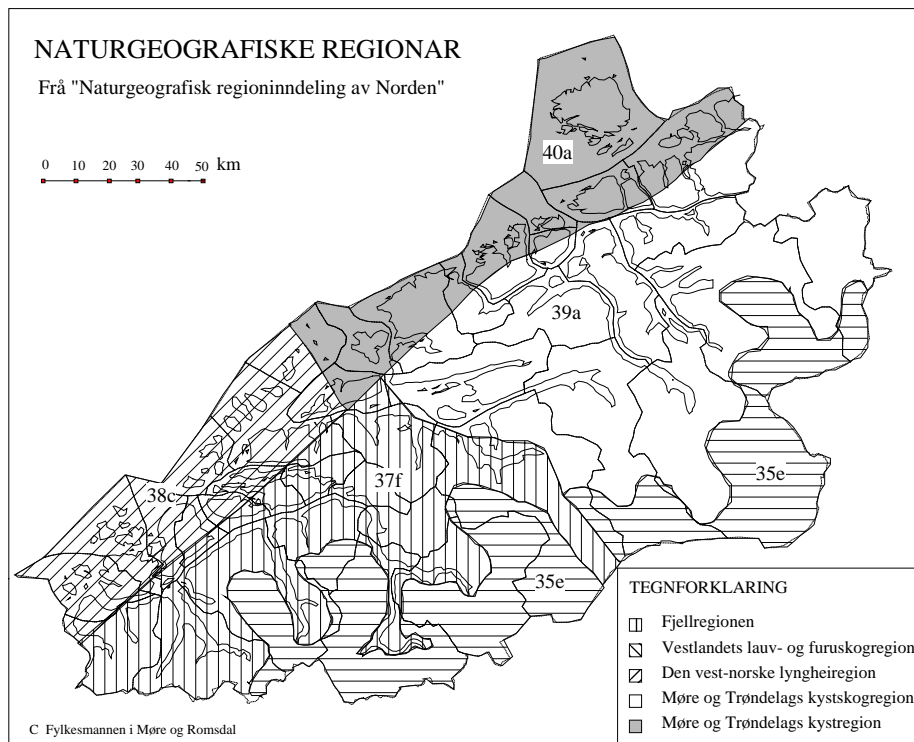 NATURGEOGRAFISKE REGIONAR
Frå "Naturgeografisk regioninndeling av Norden"
0 10 20 30 40 50 km
40a
39a
35e
37f
38c
35e
TEGNFORKLARING
Fjellregionen
Vestlandets lauv- og furuskogregion
Den vest-norske lyngheiregion
Møre og Trøndelags kystskogregion
Møre og Trøndelags kystregion
C Fylkesmannen i Møre og Romsdal